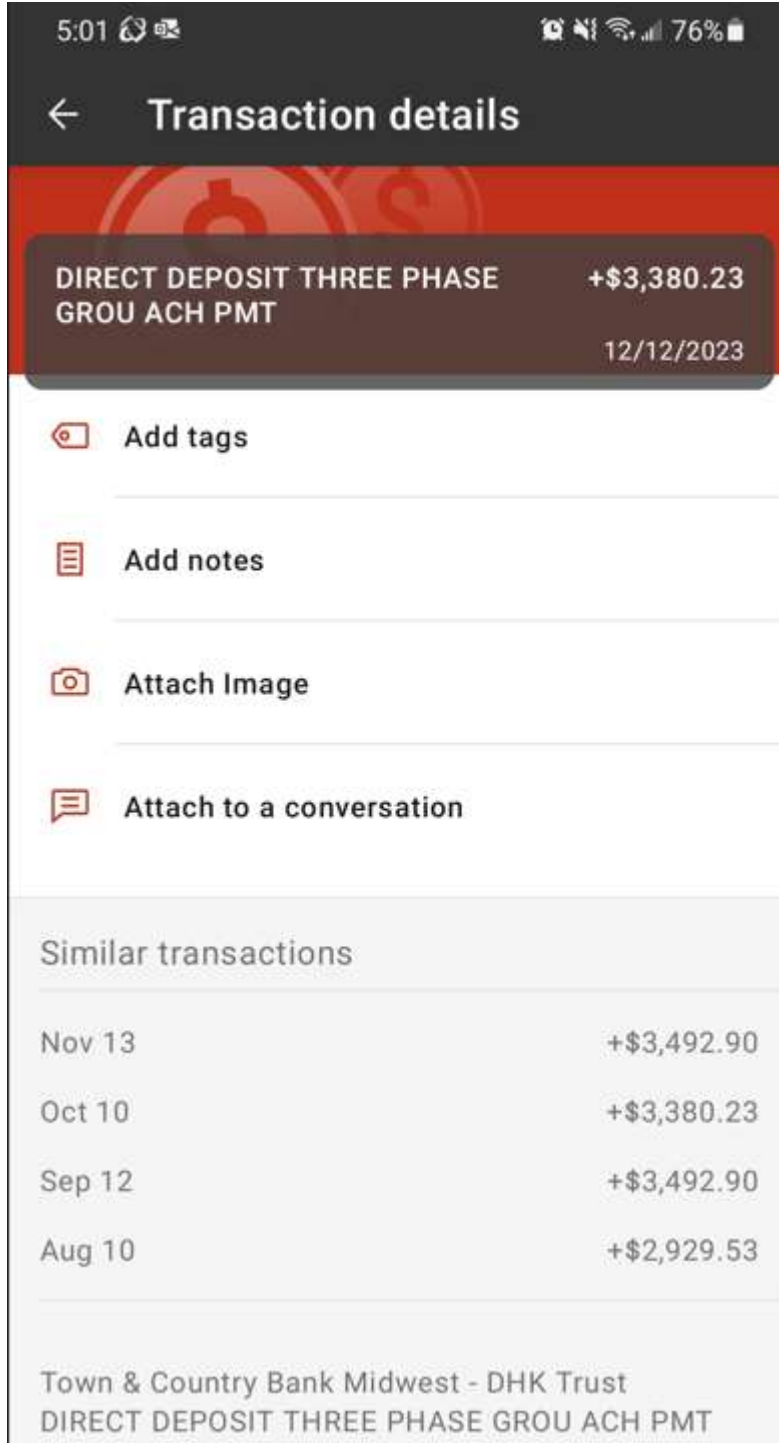 5:01 76%
Transaction details
DIRECT DEPOSIT THREE PHASE +$3,380.23
GROU ACH PMT
12/12/2023
Add tags
Add notes
Attach Image
Attach to a conversation
Similar transactions
Nov 13 +$3,492.90
Oct 10 +$3,380.23
Sep 12 +$3,492.90
Aug 10 +$2,929.53
Town & Country Bank Midwest - DHK Trust
DIRECT DEPOSIT THREE PHASE GROU ACH PMT